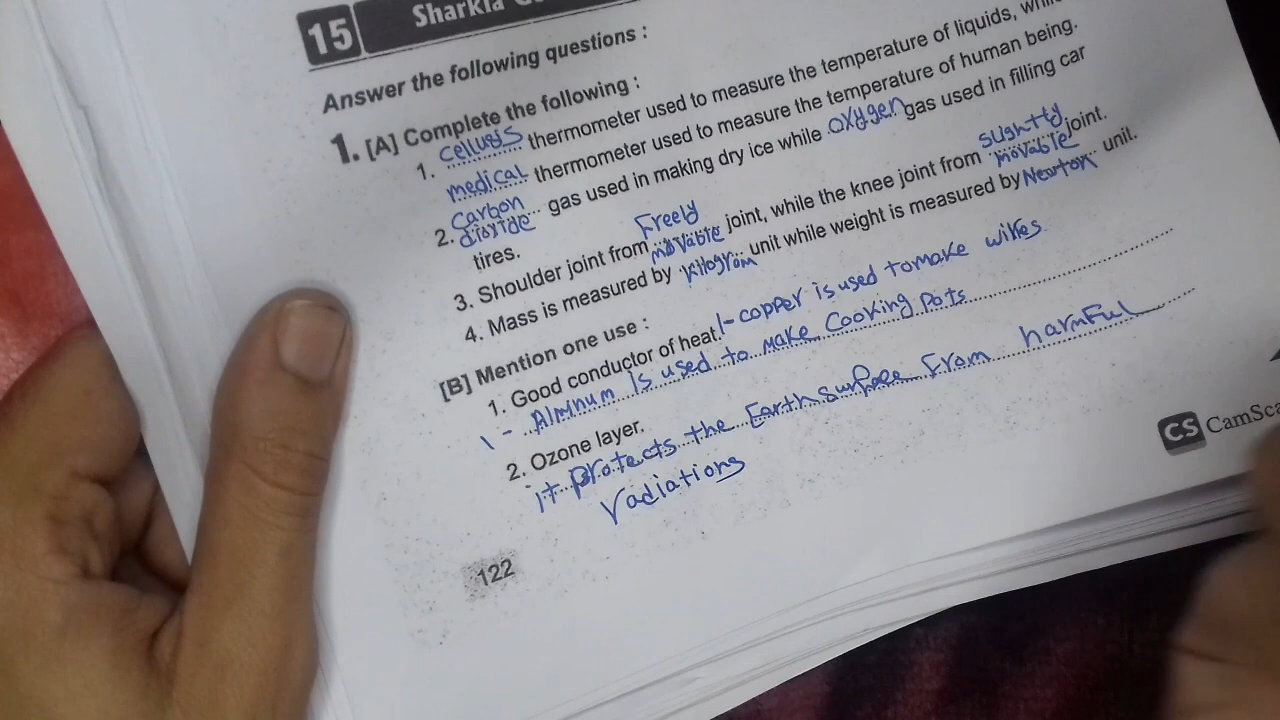 15 Sharkia
Answer the following questions :
1. [A] Complete the following :
1. cellusis thermometer used to measure the temperature of liquids, while
medical thermometer used to measure the temperature of human being.
2. Carbon dioxide gas used in making dry ice while oxygen gas used in filling car
tires.
3. Shoulder joint from Freely movable joint, while the knee joint from slightly movable joint.
4. Mass is measured by kilogram unit while weight is measured by Newton unit.
[B] Mention one use :
1. Good conductor of heat. 1- copper is used to make wires
1 - Alminum is used to make cooking pots
2. Ozone layer.
it protects the Earth surface From harmful
radiations
122
CS CamSca